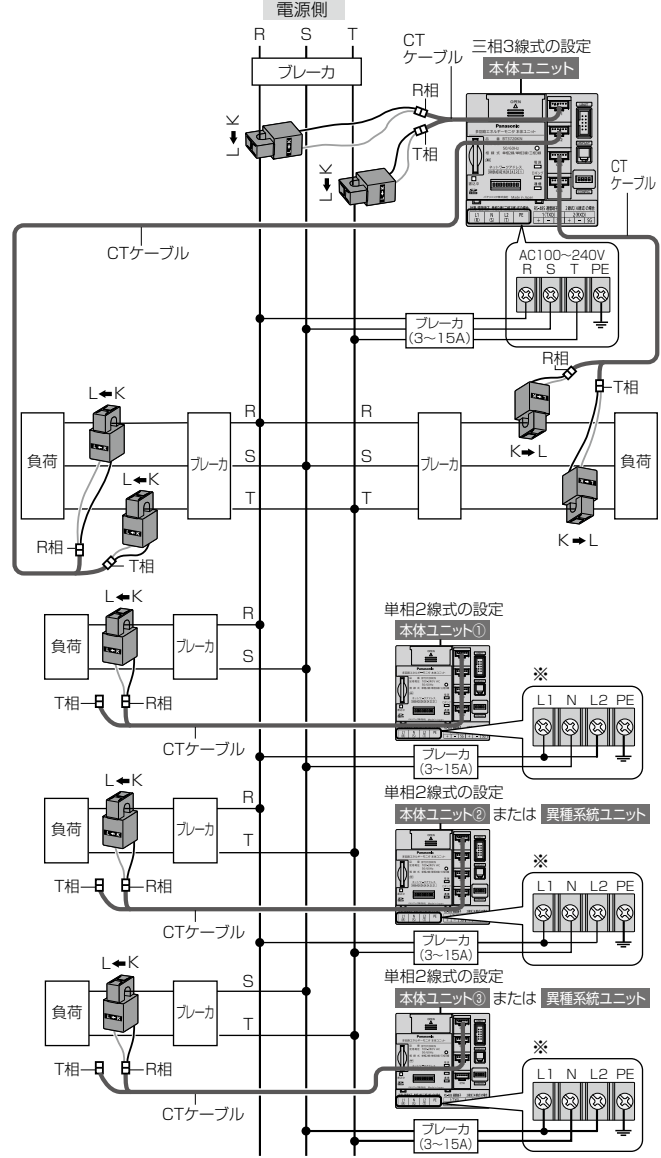 電源側
R S T
ブレーカ
CT
ケーブル
三相3線式の設定
本体ユニット
R相
T相
L←K
L←K
Panasonic
CT
ケーブル
CTケーブル
L1 N L2 PE
AC100~240V
R S T PE
ブレーカ
(3~15A)
R相
T相
L←K
R
R
負荷
ブレーカ
S
S
ブレーカ
負荷
K→L
L←K
T
T
R相
T相
K→L
L←K
単相2線式の設定
本体ユニット①
R
負荷
ブレーカ
S
Panasonic
※
L1 N L2 PE
T相
R相
CTケーブル
ブレーカ
(3~15A)
L←K
単相2線式の設定
本体ユニット② または 異種系統ユニット
R
負荷
ブレーカ
T
Panasonic
※
L1 N L2 PE
T相
R相
CTケーブル
ブレーカ
(3~15A)
L←K
単相2線式の設定
本体ユニット③ または 異種系統ユニット
S
負荷
ブレーカ
T
Panasonic
※
L1 N L2 PE
T相
R相
CTケーブル
ブレーカ
(3~15A)